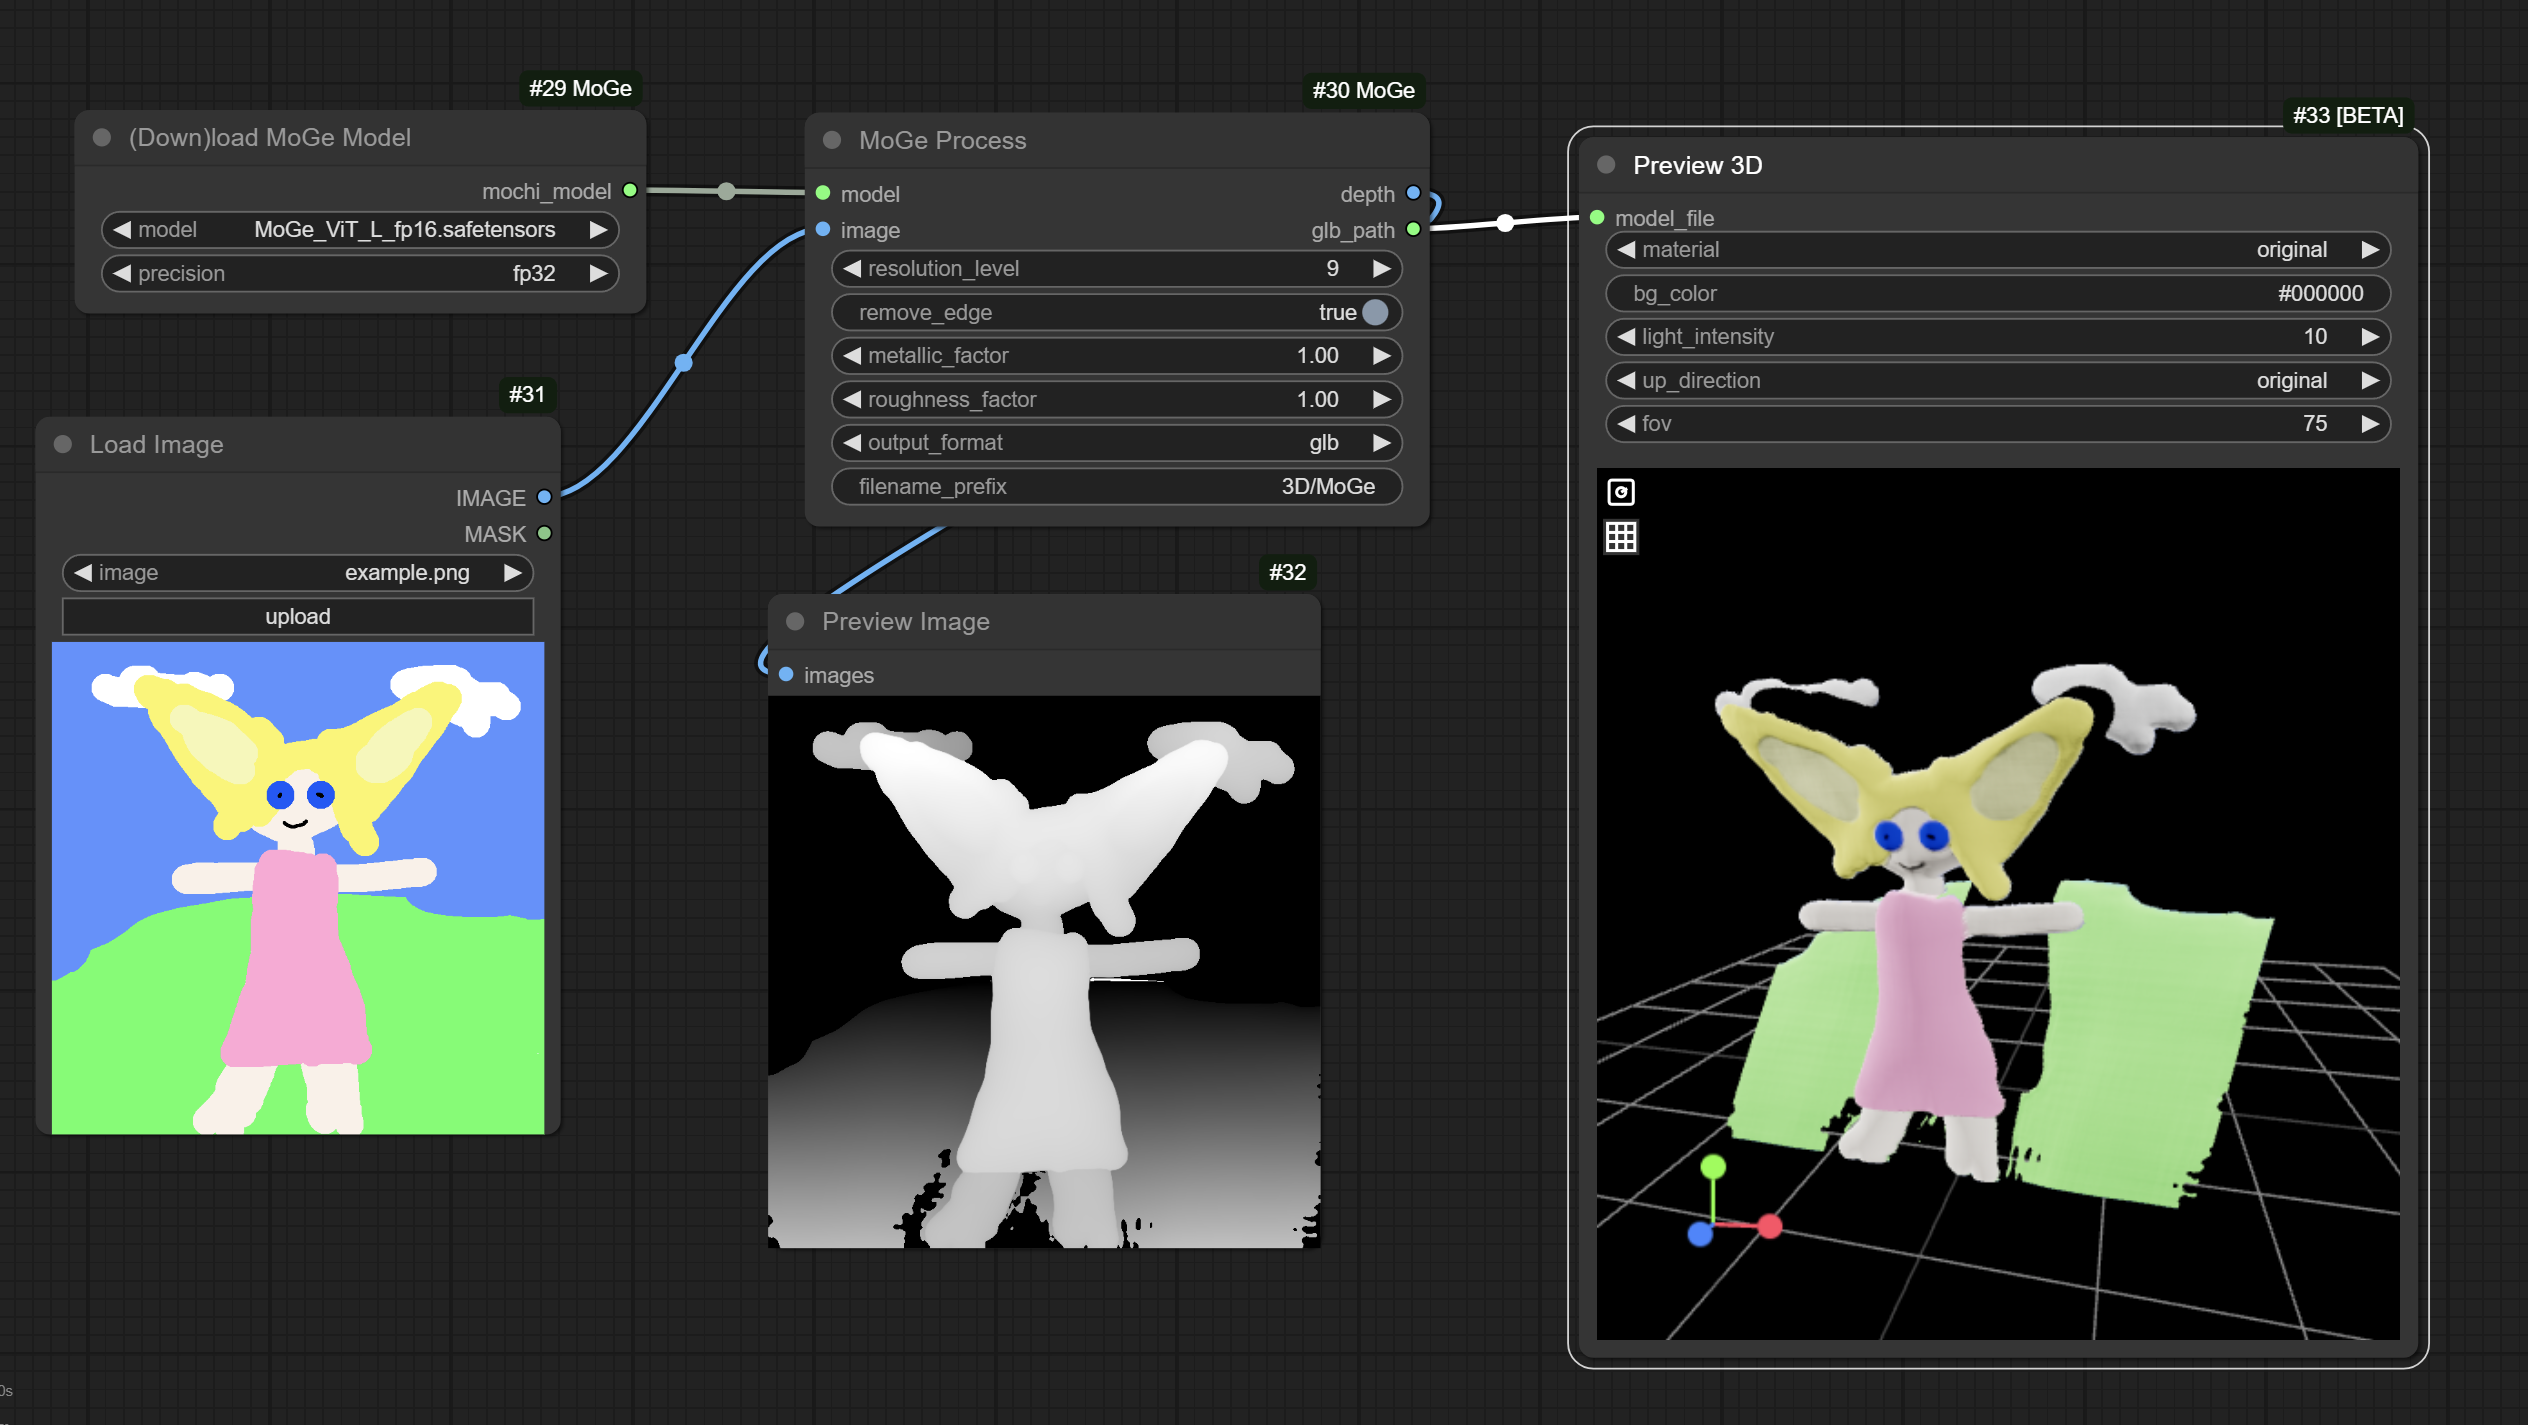 #29 MoGe
(Down)load MoGe Model
mochi_model
model MoGe_ViT_L_fp16.safetensors
precision fp32
#31
Load Image
IMAGE
MASK
image example.png
upload
#30 MoGe
MoGe Process
model depth
image glb_path
resolution_level 9
remove_edge true
metallic_factor 1.00
roughness_factor 1.00
output_format glb
filename_prefix 3D/MoGe
#32
Preview Image
images
#33 [BETA]
Preview 3D
model_file
material original
bg_color #000000
light_intensity 10
up_direction original
fov 75
0s